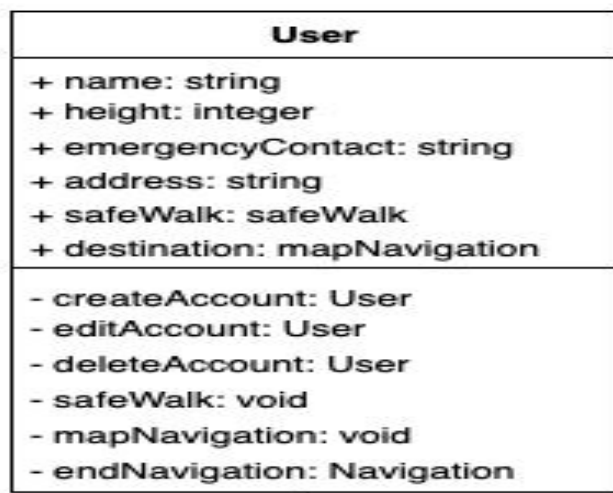 User
+ name: string
+ height: integer
+ emergencyContact: string
+ address: string
+ safeWalk: safeWalk
+ destination: mapNavigation
- createAccount: User
- editAccount: User
- deleteAccount: User
- safeWalk: void
- mapNavigation: void
- endNavigation: Navigation